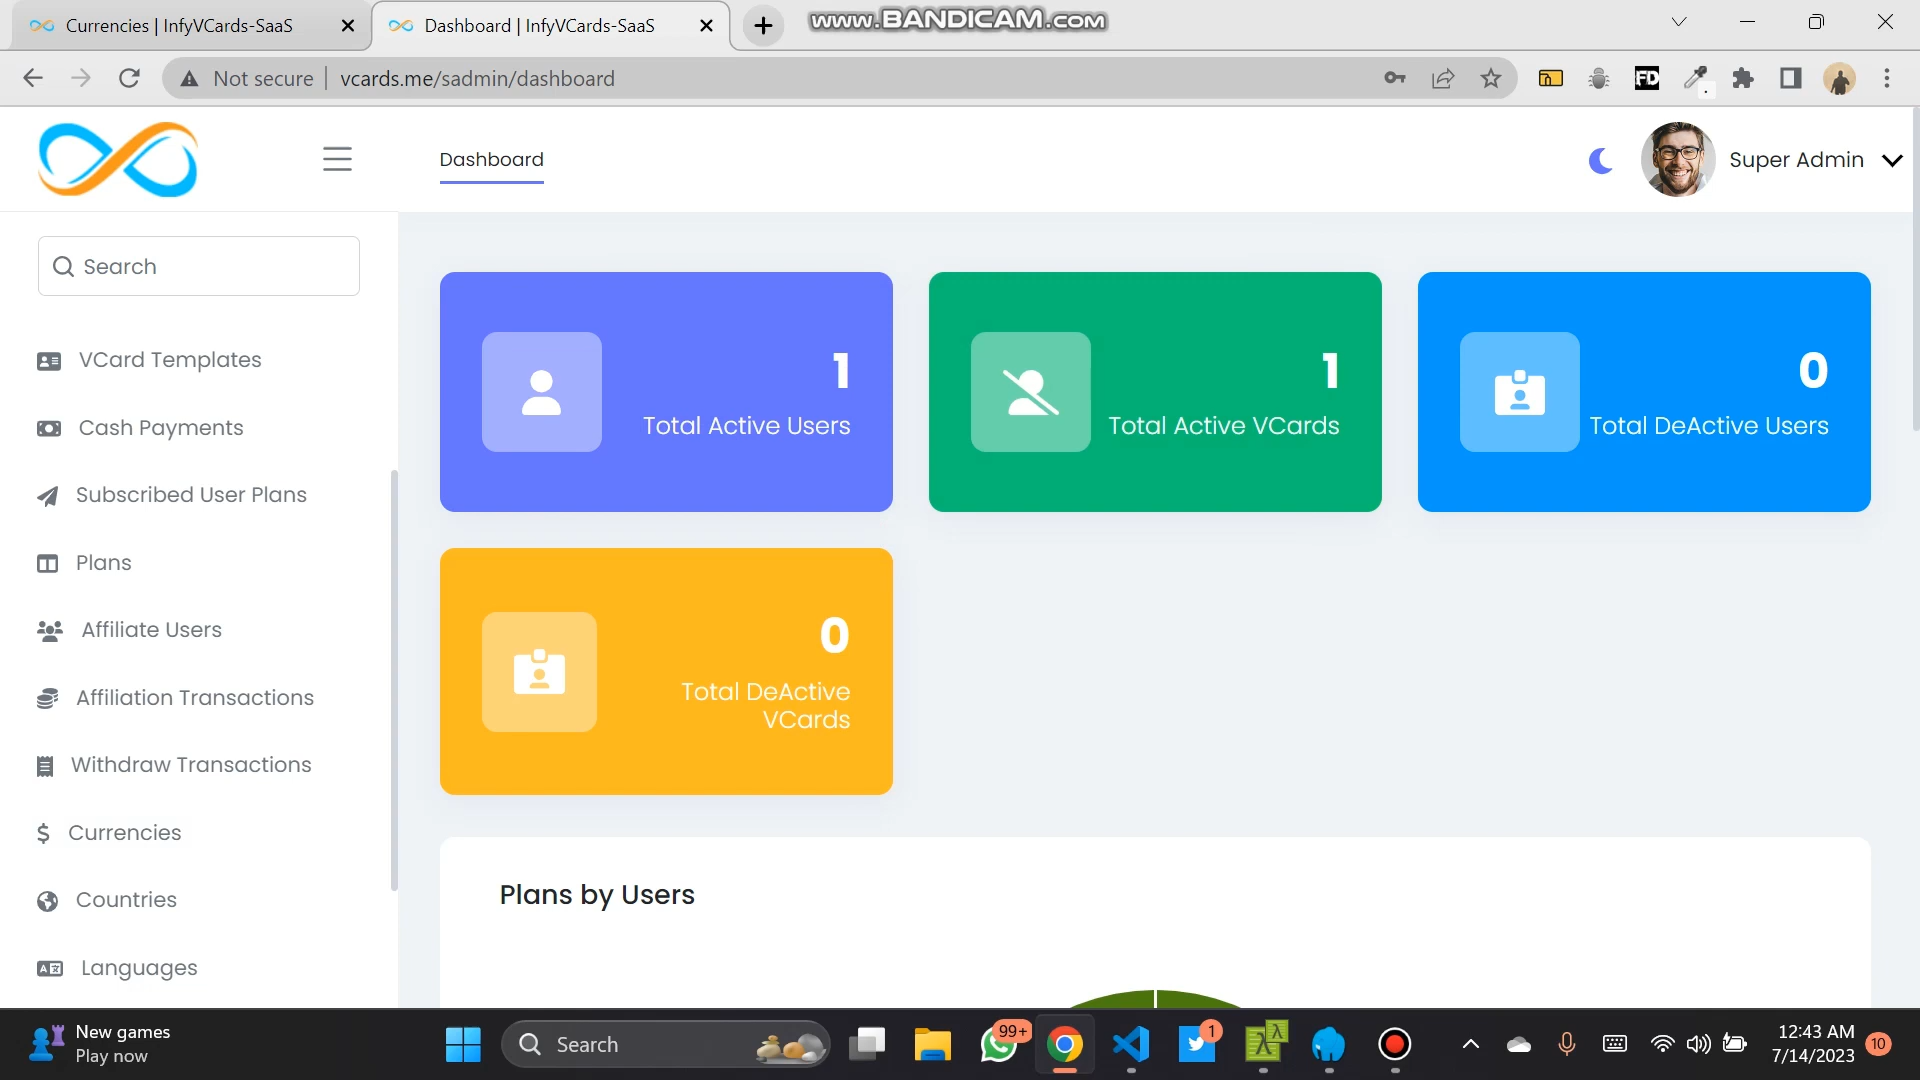 Currencies | InfyVCards-SaaS
Dashboard | InfyVCards-SaaS
www.BANDICAM.com
Not secure
vcards.me/sadmin/dashboard
FD
Dashboard
Super Admin
Search
VCard Templates
Cash Payments
Subscribed User Plans
Plans
Affiliate Users
Affiliation Transactions
Withdraw Transactions
Currencies
Countries
Languages
1
Total Active Users
1
Total Active VCards
0
Total DeActive Users
0
Total DeActive
VCards
Plans by Users
New games
Play now
Search
99+
1
12:43 AM
7/14/2023
10